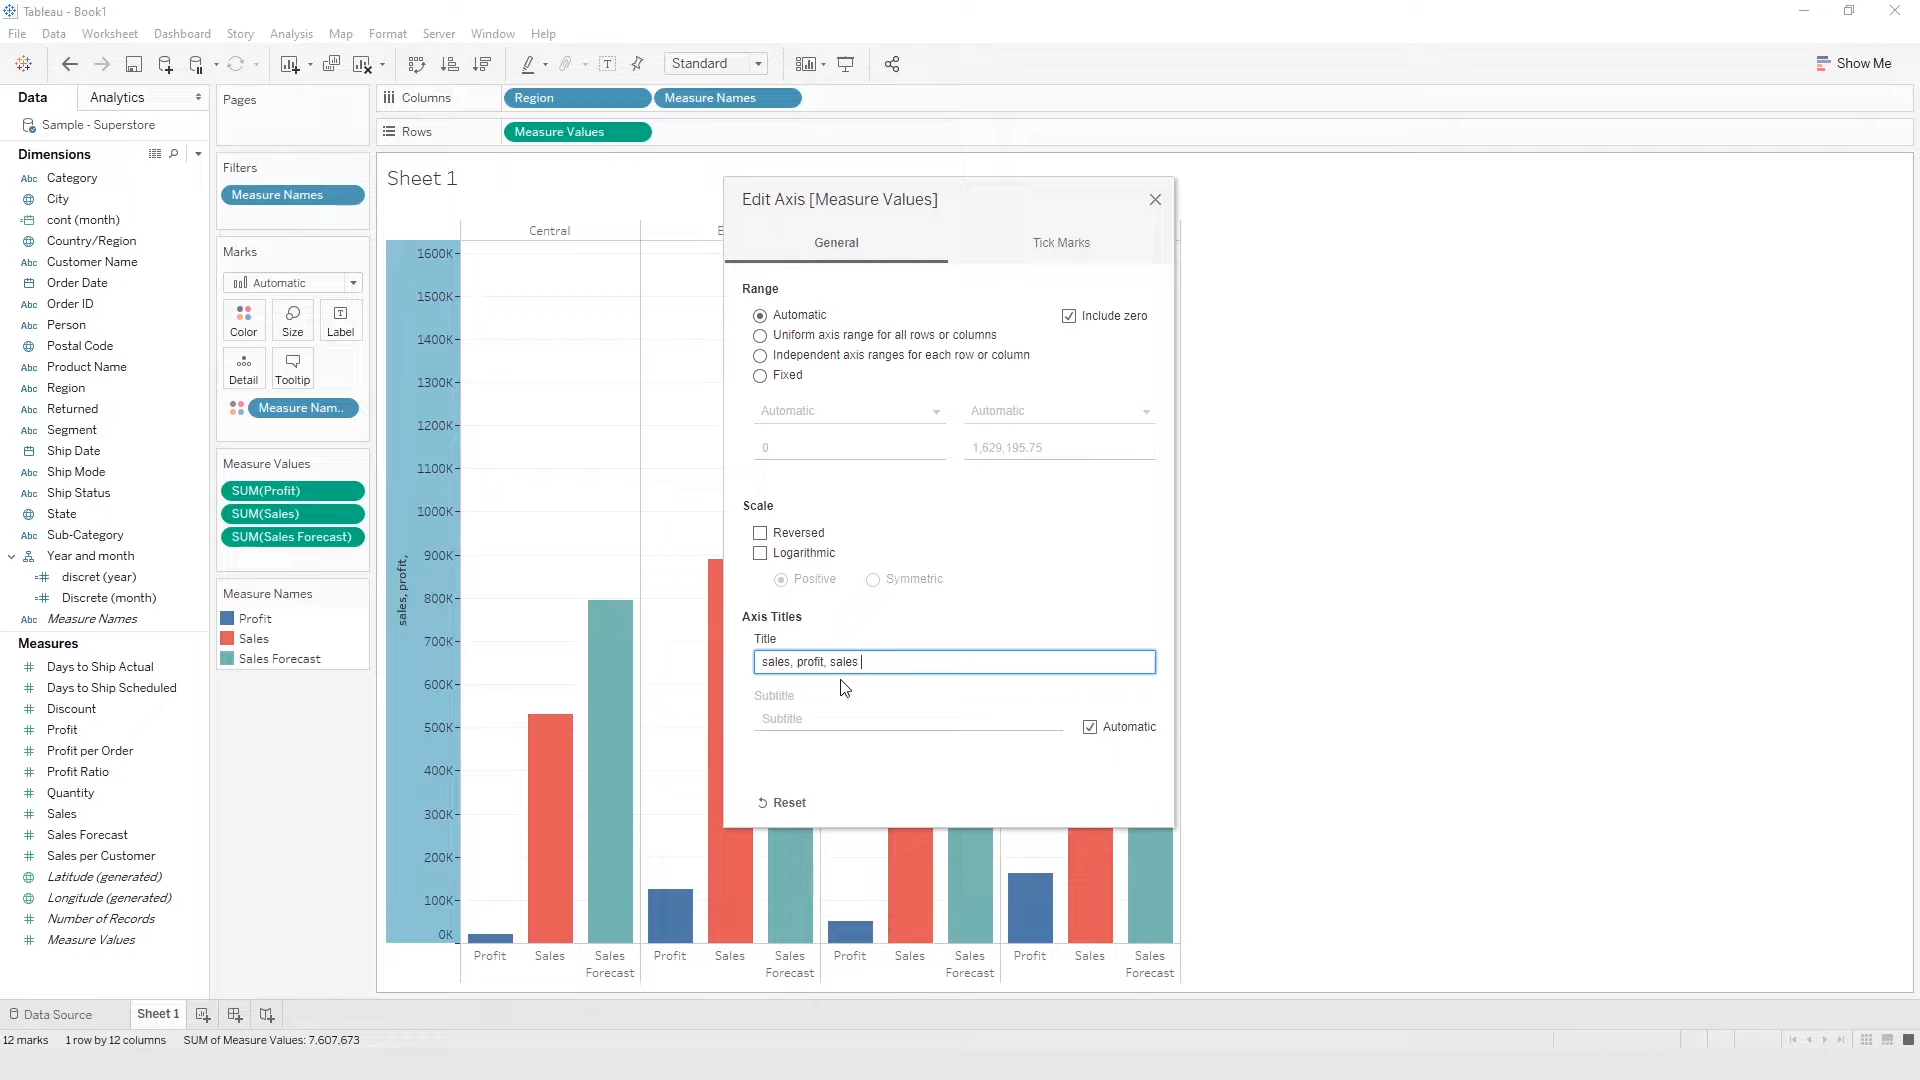 Tableau - Book1
File Data Worksheet Dashboard Story Analysis Map Format Server Window Help
Standard
Show Me
Data Analytics
Sample - Superstore
Dimensions
Abc Category
City
cont (month)
Country/Region
Abc Customer Name
Order Date
Abc Order ID
Abc Person
Postal Code
Abc Product Name
Abc Region
Abc Returned
Abc Segment
Ship Date
Abc Ship Mode
Abc Ship Status
State
Abc Sub-Category
Year and month
discret (year)
Discrete (month)
Abc Measure Names
Measures
Days to Ship Actual
Days to Ship Scheduled
Discount
Profit
Profit per Order
Profit Ratio
Quantity
Sales
Sales Forecast
Sales per Customer
Latitude (generated)
Longitude (generated)
Number of Records
Measure Values
Pages
Filters
Measure Names
Marks
Automatic
Color Size Label
Detail Tooltip
Measure Nam..
Measure Values
SUM(Profit)
SUM(Sales)
SUM(Sales Forecast)
Measure Names
Profit
Sales
Sales Forecast
Columns Region Measure Names
Rows Measure Values
Sheet 1
Central
E
1600K
1500K
1400K
1300K
1200K
1100K
1000K
900K
800K
700K
600K
500K
400K
300K
200K
100K
0K
sales, profit,
Profit Sales Sales Forecast Profit Sales Sales Forecast Profit Sales Sales Forecast Profit Sales Sales Forecast
Edit Axis [Measure Values]
General Tick Marks
Range
Automatic Include zero
Uniform axis range for all rows or columns
Independent axis ranges for each row or column
Fixed
Automatic Automatic
0 1,629,195.75
Scale
Reversed
Logarithmic
Positive Symmetric
Axis Titles
Title
sales, profit, sales
Subtitle
Subtitle
Automatic
Reset
Data Source Sheet 1
12 marks 1 row by 12 columns SUM of Measure Values: 7,607,673